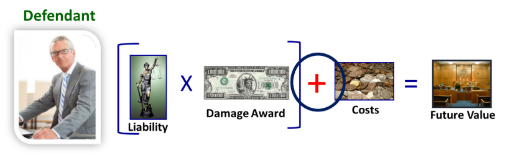 Defendant
[ Liability X Damage Award ] + Costs = Future Value